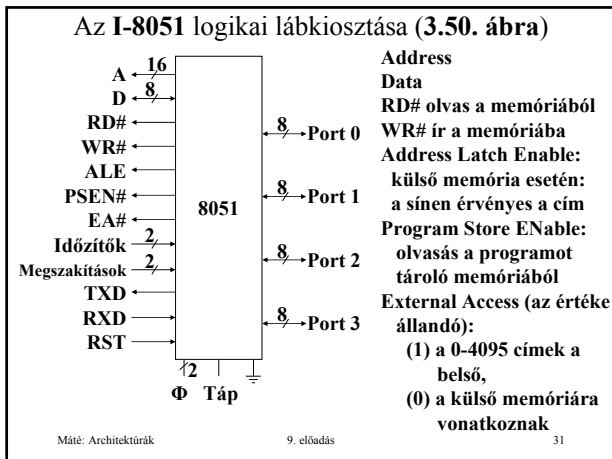 Az I-8051 logikai lábkiosztása (3.50. ábra)
A 16
D 8
RD#
WR#
ALE
PSEN#
EA#
Időzítők 2
Megszakítások 2
TXD
RXD
RST
8051
8 Port 0
8 Port 1
8 Port 2
8 Port 3
2
Φ Táp
Address
Data
RD# olvas a memóriából
WR# ír a memóriába
Address Latch Enable:
külső memória esetén:
a sínen érvényes a cím
Program Store ENable:
olvasás a programot
tároló memóriából
External Access (az értéke
állandó):
(1) a 0-4095 címek a
belső,
(0) a külső memóriára
vonatkoznak
Máté: Architektúrák 9. előadás 31